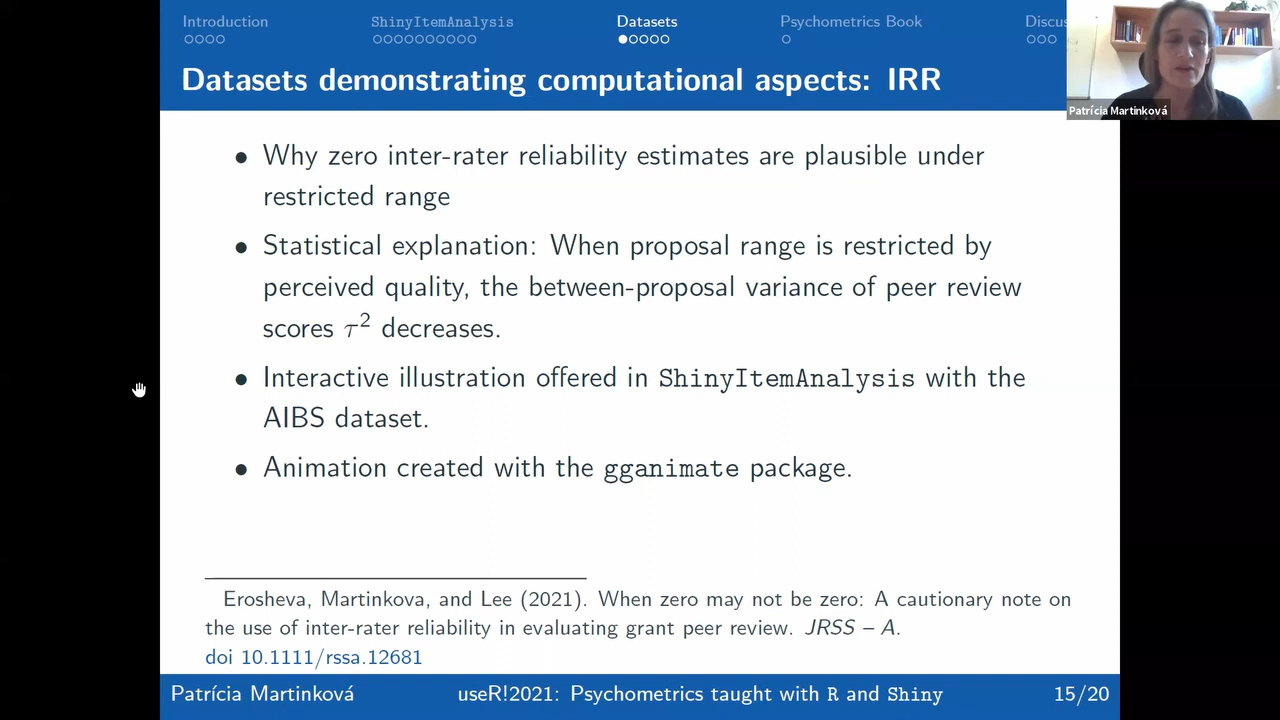 Introduction ShinyItemAnalysis Datasets Psychometrics Book Discus
Datasets demonstrating computational aspects: IRR
Patrícia Martinková
• Why zero inter-rater reliability estimates are plausible under
restricted range
• Statistical explanation: When proposal range is restricted by
perceived quality, the between-proposal variance of peer review
scores τ² decreases.
• Interactive illustration offered in ShinyItemAnalysis with the
AIBS dataset.
• Animation created with the gganimate package.
Erosheva, Martinkova, and Lee (2021). When zero may not be zero: A cautionary note on
the use of inter-rater reliability in evaluating grant peer review. JRSS – A.
doi 10.1111/rssa.12681
Patrícia Martinková useR!2021: Psychometrics taught with R and Shiny 15/20